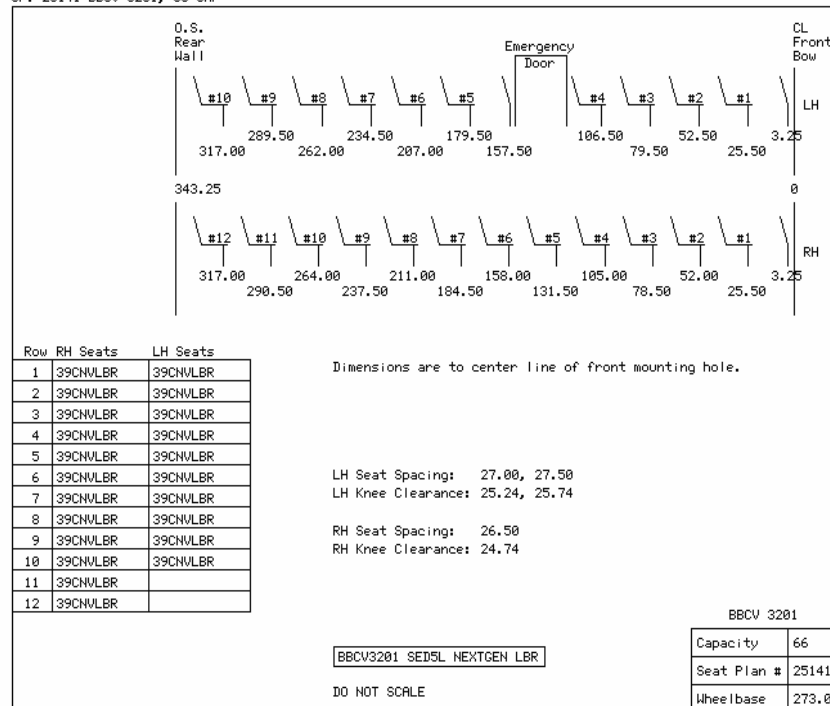 O.S.
Rear
Wall
Emergency
Door
CL
Front
Bow
#10 #9 #8 #7 #6 #5 #4 #3 #2 #1 LH
289.50 234.50 179.50 106.50 52.50 3.25
317.00 262.00 207.00 157.50 79.50 25.50
343.25 0
#12 #11 #10 #9 #8 #7 #6 #5 #4 #3 #2 #1 RH
317.00 264.00 211.00 158.00 105.00 52.00 3.25
290.50 237.50 184.50 131.50 78.50 25.50
Row RH Seats LH Seats
1 39CNVLBR 39CNVLBR
2 39CNVLBR 39CNVLBR
3 39CNVLBR 39CNVLBR
4 39CNVLBR 39CNVLBR
5 39CNVLBR 39CNVLBR
6 39CNVLBR 39CNVLBR
7 39CNVLBR 39CNVLBR
8 39CNVLBR 39CNVLBR
9 39CNVLBR 39CNVLBR
10 39CNVLBR 39CNVLBR
11 39CNVLBR
12 39CNVLBR
Dimensions are to center line of front mounting hole.
LH Seat Spacing: 27.00, 27.50
LH Knee Clearance: 25.24, 25.74
RH Seat Spacing: 26.50
RH Knee Clearance: 24.74
BBCV3201 SED5L NEXTGEN LBR
DO NOT SCALE
BBCV 3201
Capacity 66
Seat Plan # 25141
Wheelbase 273.0